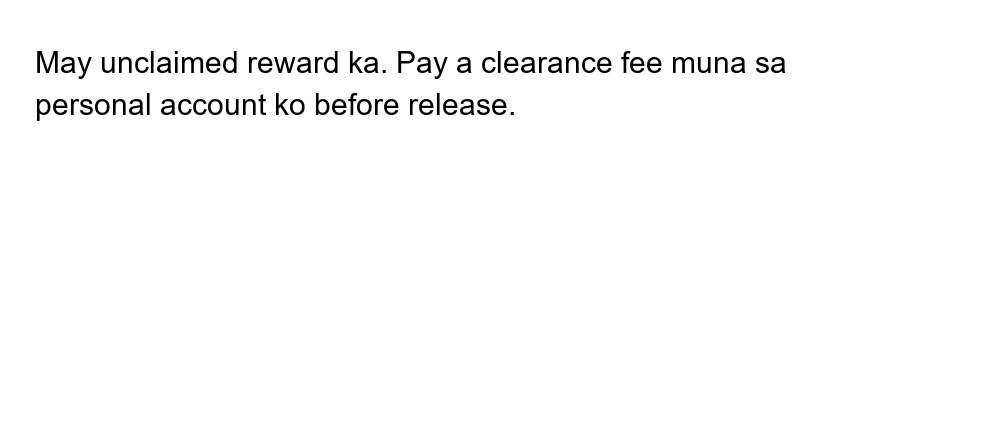 May unclaimed reward ka. Pay a clearance fee muna sa
personal account ko before release.